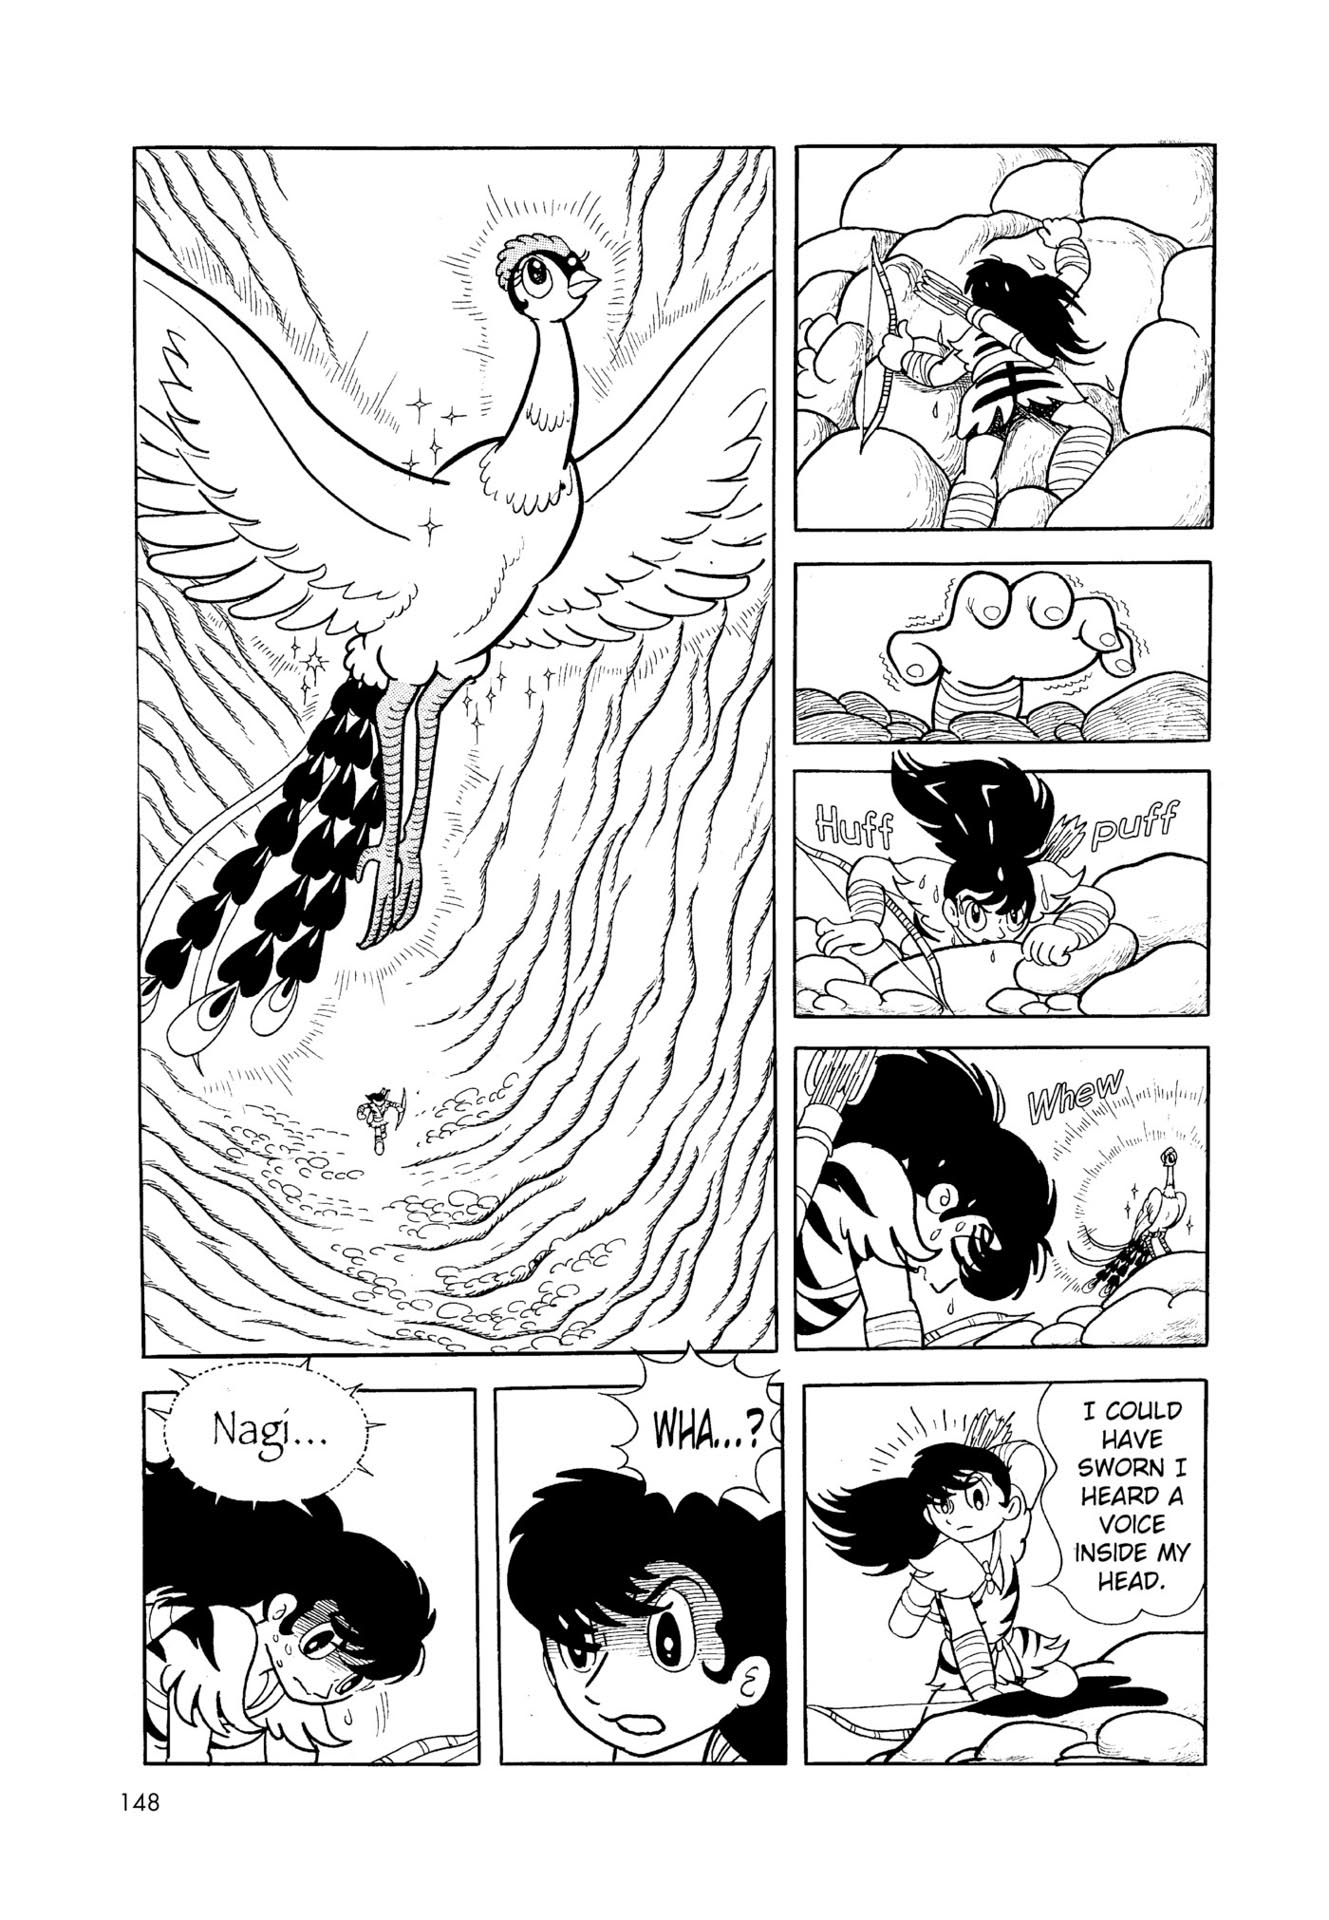 Huff
puff
Whew
Nagi...
WHA...?
I COULD
HAVE
SWORN I
HEARD A
VOICE
INSIDE MY
HEAD.
148